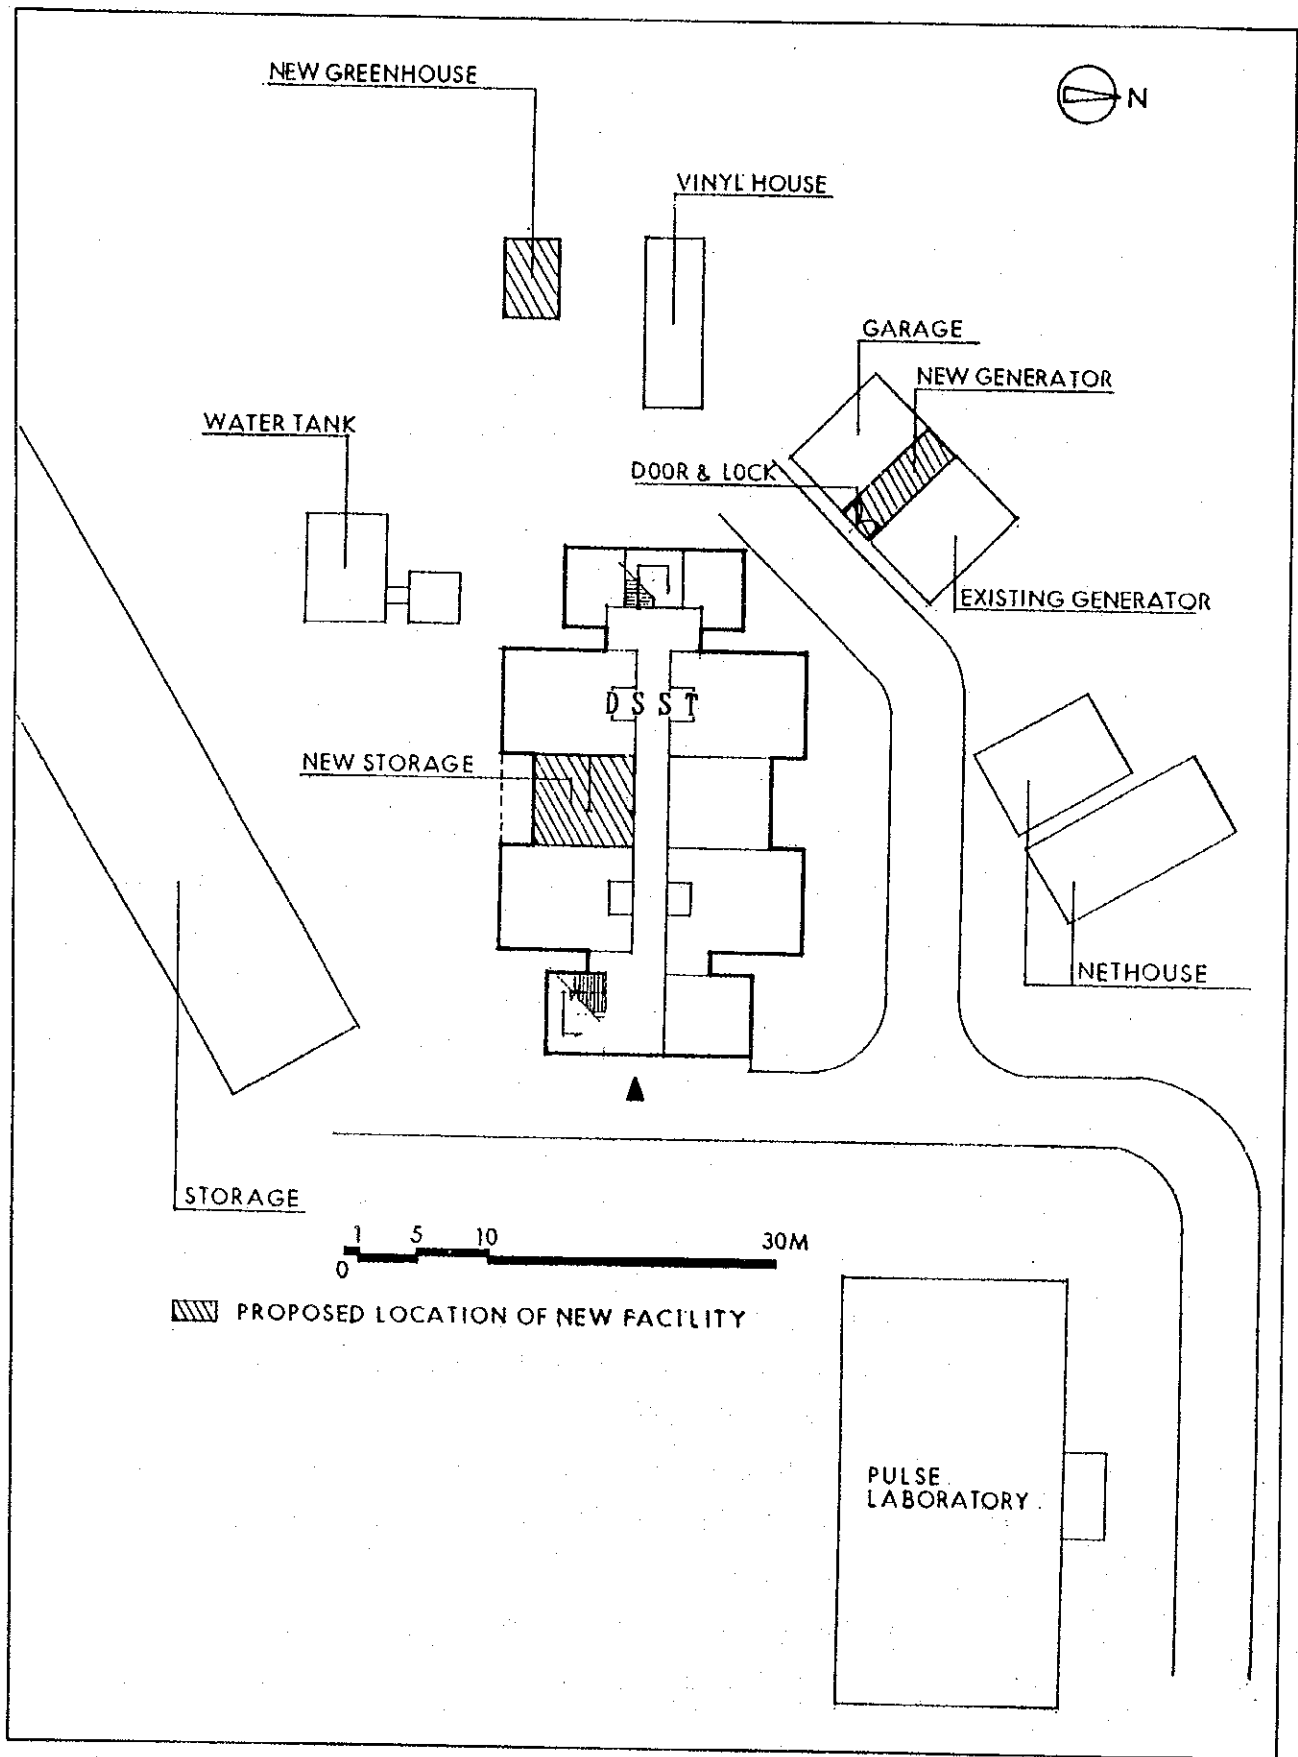 NEW GREENHOUSE
N
VINYL HOUSE
GARAGE
NEW GENERATOR
WATER TANK
DOOR & LOCK
EXISTING GENERATOR
D S S T
NEW STORAGE
NETHOUSE
STORAGE
1 5 10 30M
0
PROPOSED LOCATION OF NEW FACILITY
PULSE
LABORATORY